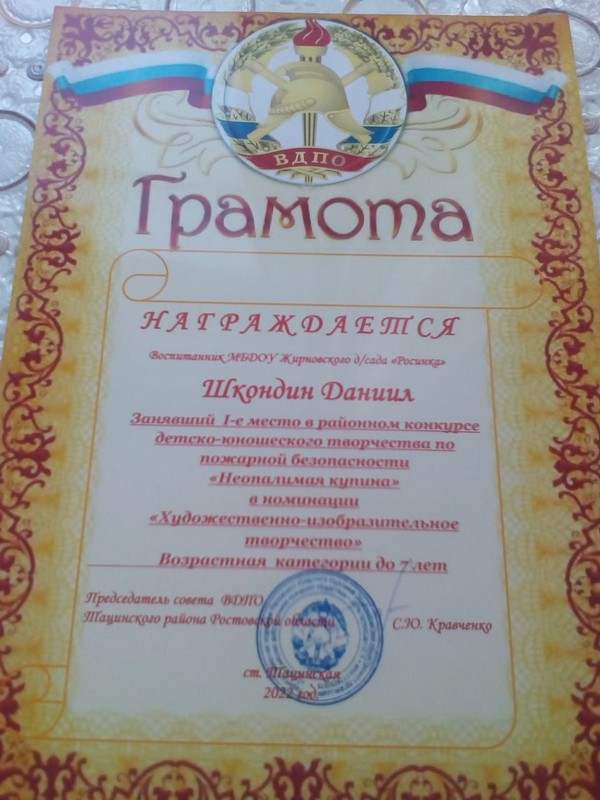 ВДПО
Грамота
НАГРАЖДАЕТСЯ
Воспитанник МБДОУ Жирновского д/сада «Росинка»
Шкондин Даниил
Занявший I-е место в районном конкурсе
детско-юношеского творчества по
пожарной безопасности
«Неопалимая купина»
в номинации
«Художественно-изобразительное
творчество»
Возрастная категории до 7 лет
Председатель совета ВДПО
Тацинского района Ростовской области
С.Ю. Кравченко
ст. Тацинская
2022 год.